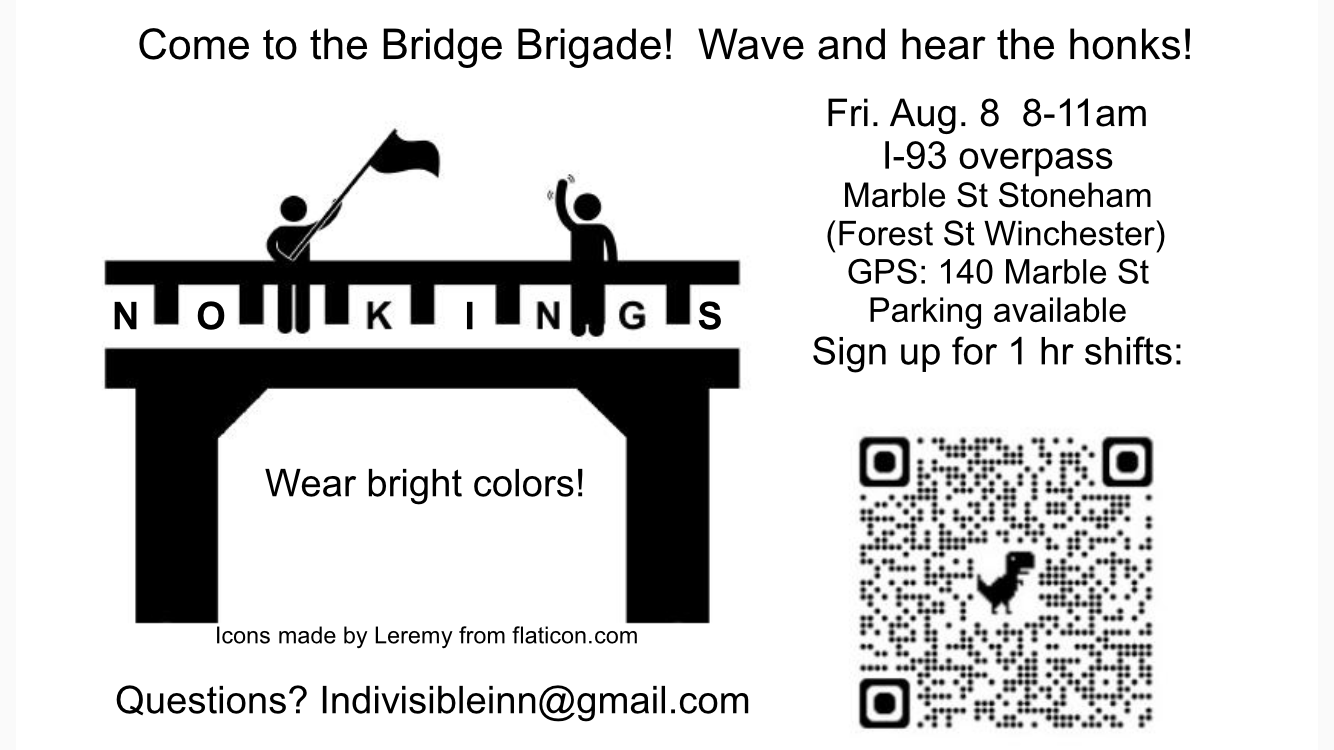 Come to the Bridge Brigade!  Wave and hear the honks!
Fri. Aug. 8  8-11am
I-93 overpass
Marble St Stoneham
(Forest St Winchester)
GPS: 140 Marble St
Parking available
Sign up for 1 hr shifts:
N O K I N G S
Wear bright colors!
Icons made by Leremy from flaticon.com
Questions? Indivisibleinn@gmail.com